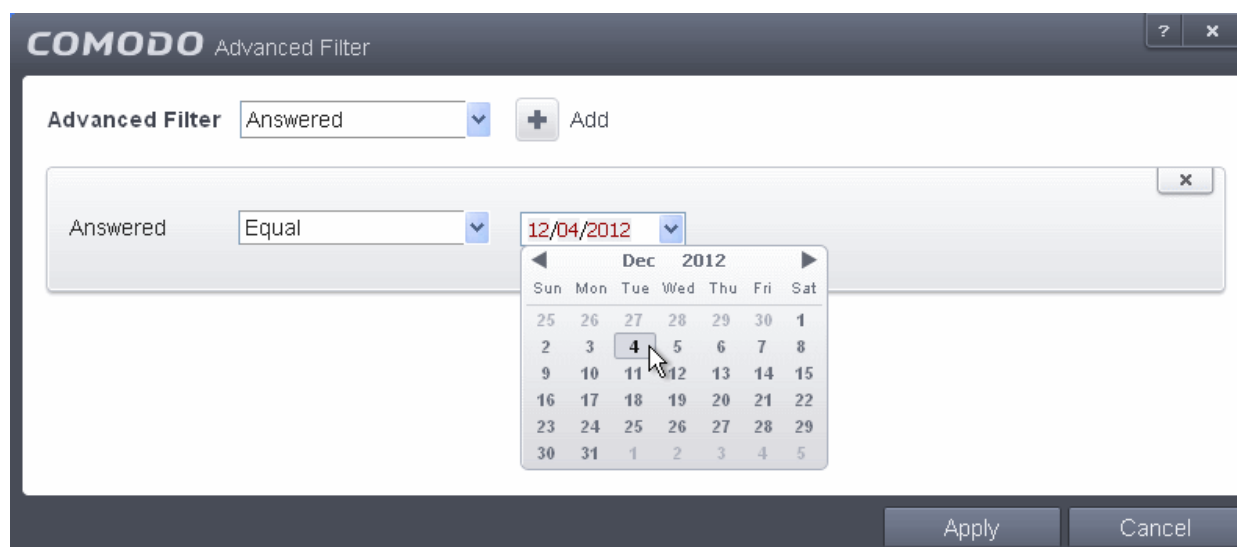 COMODO Advanced Filter ? x
Advanced Filter Answered + Add
x
Answered Equal 12/04/2012
Dec 2012
Sun Mon Tue Wed Thu Fri Sat
25 26 27 28 29 30 1
2 3 4 5 6 7 8
9 10 11 12 13 14 15
16 17 18 19 20 21 22
23 24 25 26 27 28 29
30 31 1 2 3 4 5
Apply Cancel